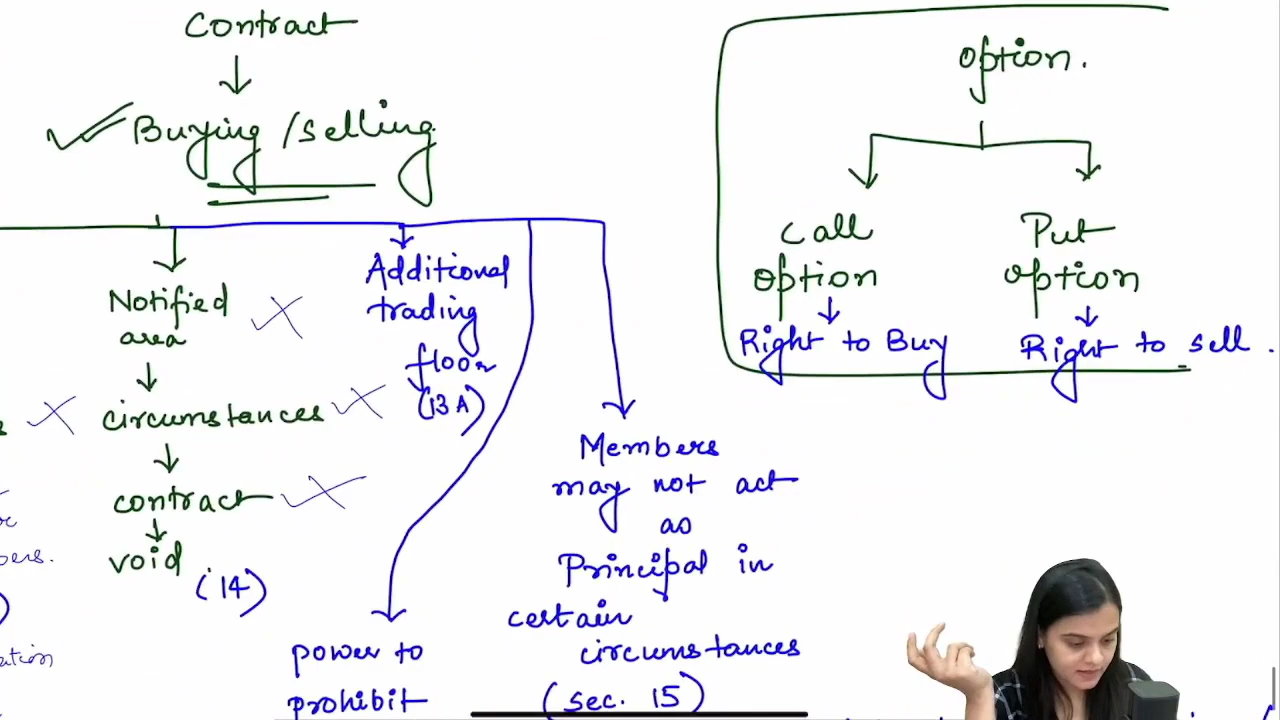 Contract
Buying/selling
Notified
area
circumstances
contract
void
(14)
Additional
trading
floor
(13A)
power to
prohibit
Members
may not act
as
Principal in
certain
circumstances
(sec. 15)
option.
Call
option
Right to Buy
Put
option
Right to sell.